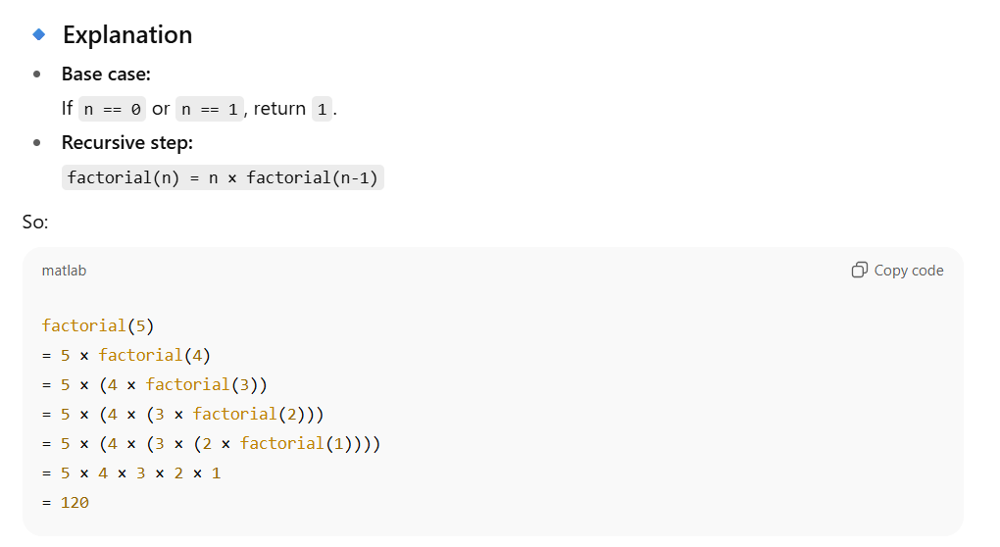 Explanation
Base case:
If n == 0 or n == 1, return 1.
Recursive step:
factorial(n) = n × factorial(n-1)
So:
matlab
Copy code
factorial(5)
= 5 × factorial(4)
= 5 × (4 × factorial(3))
= 5 × (4 × (3 × factorial(2)))
= 5 × (4 × (3 × (2 × factorial(1))))
= 5 × 4 × 3 × 2 × 1
= 120